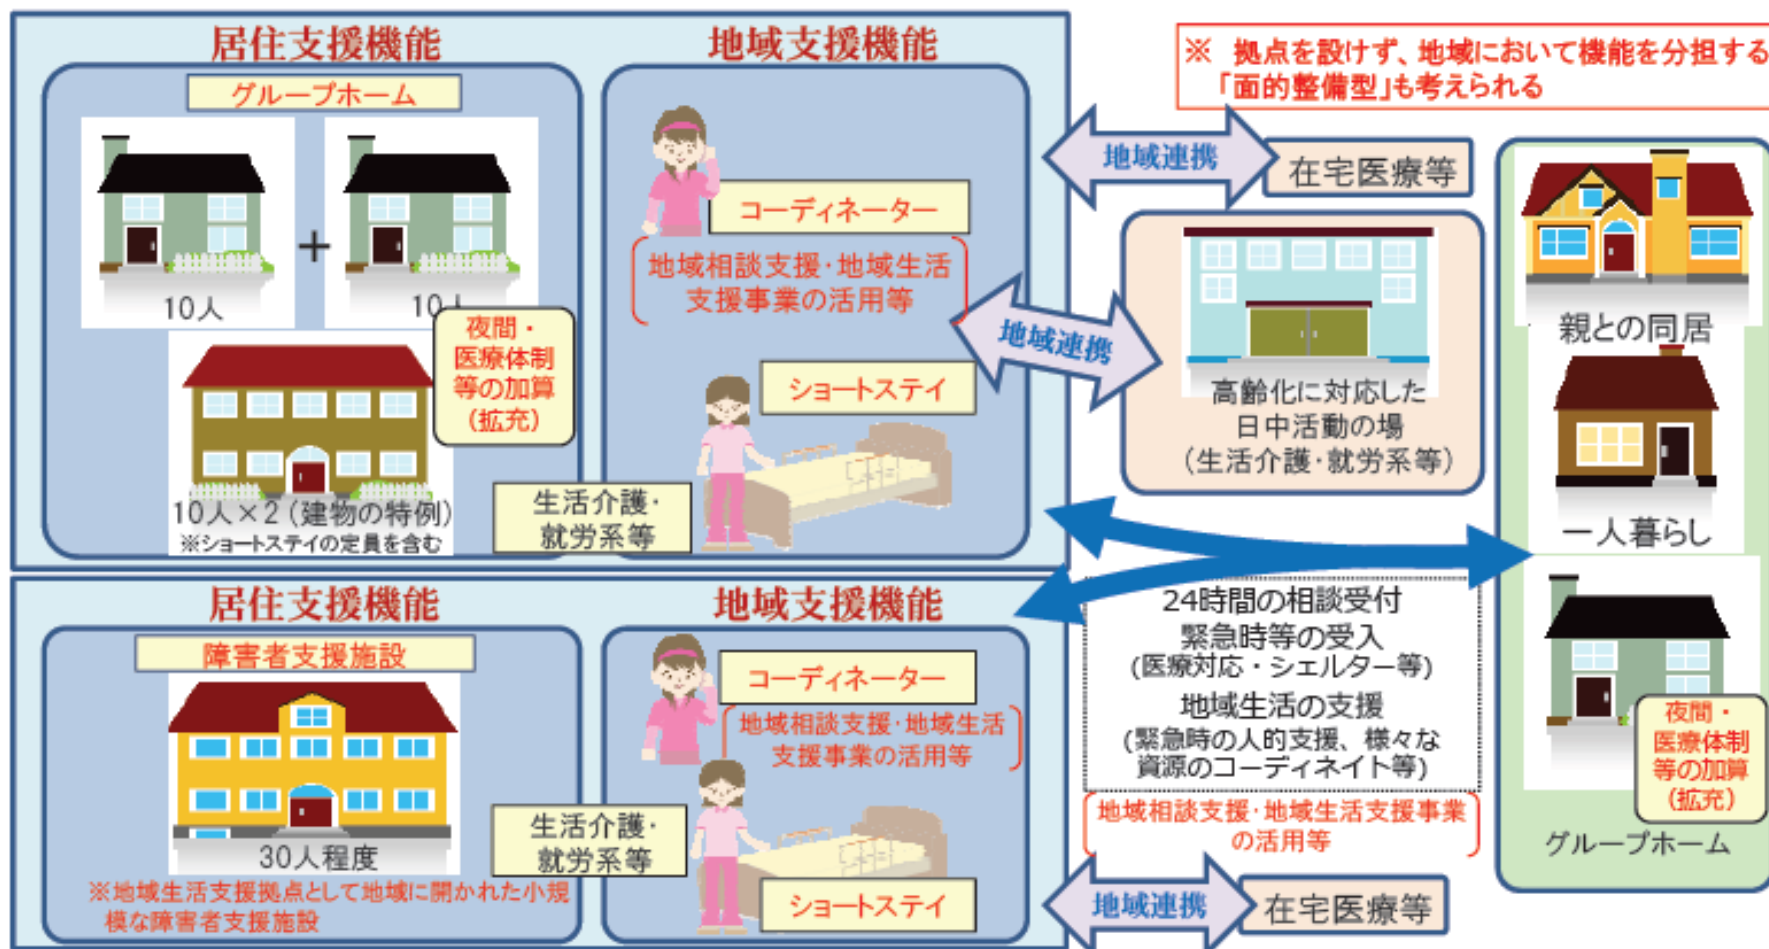 居住支援機能
地域支援機能
グループホーム
10人
+
10人
夜間・
医療体制
等の加算
(拡充)
10人×2(建物の特例)
※ショートステイの定員を含む
コーディネーター
地域相談支援・地域生活
支援事業の活用等
ショートステイ
生活介護・
就労系等
※ 拠点を設けず、地域において機能を分担する
「面的整備型」も考えられる
地域連携
在宅医療等
地域連携
高齢化に対応した
日中活動の場
(生活介護・就労系等)
親との同居
一人暮らし
夜間・
医療体制
等の加算
(拡充)
グループホーム
居住支援機能
地域支援機能
障害者支援施設
30人程度
※地域生活支援拠点として地域に開かれた小規
模な障害者支援施設
コーディネーター
地域相談支援・地域生活
支援事業の活用等
生活介護・
就労系等
ショートステイ
24時間の相談受付
緊急時等の受入
(医療対応・シェルター等)
地域生活の支援
(緊急時の人的支援、様々な
資源のコーディネイト等)
地域相談支援・地域生活支援事業
の活用等
地域連携
在宅医療等